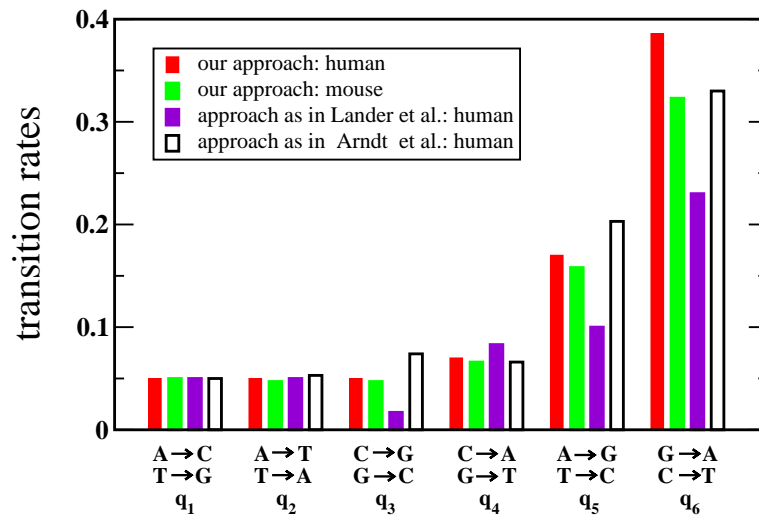 transition rates
0.4
0.3
0.2
0.1
0
our approach: human
our approach: mouse
approach as in Lander et al.: human
approach as in Arndt et al.: human
A→C A→T C→G C→A A→G G→A
T→G T→A G→C G→T T→C C→T
q1 q2 q3 q4 q5 q6